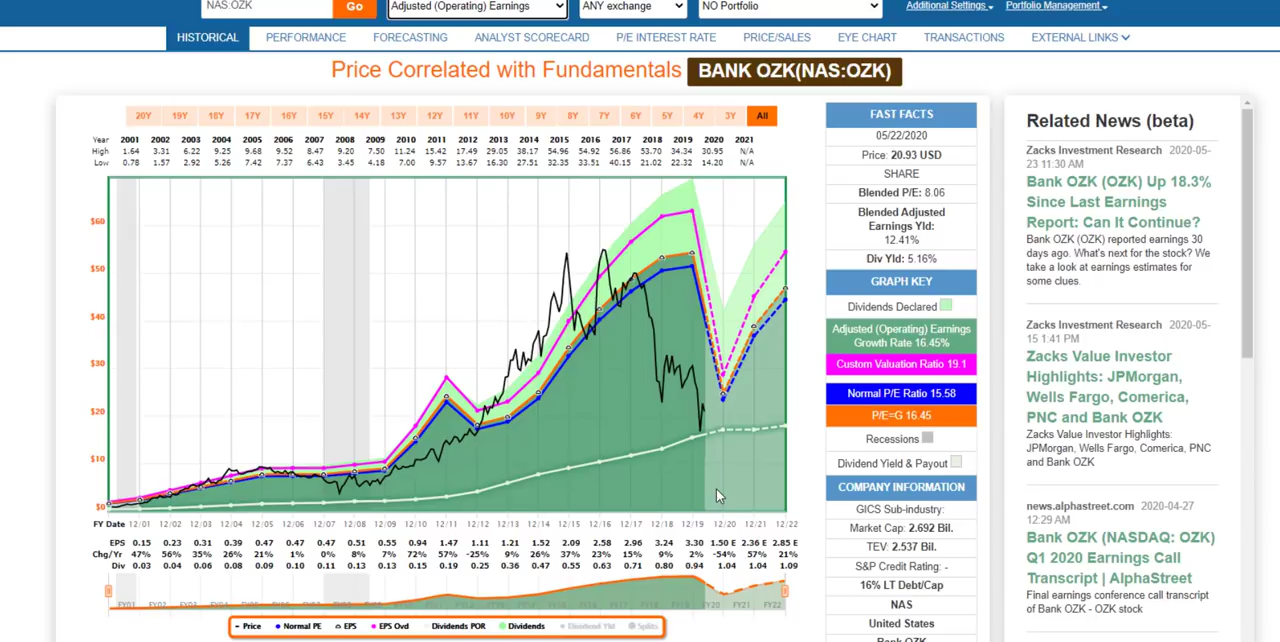 NAS:OZK
Go
Adjusted (Operating) Earnings
ANY exchange
NO Portfolio
Additional Settings
Portfolio Management
HISTORICAL PERFORMANCE FORECASTING ANALYST SCORECARD P/E INTEREST RATE PRICE/SALES EYE CHART TRANSACTIONS EXTERNAL LINKS
Price Correlated with Fundamentals BANK OZK(NAS:OZK)
20Y 19Y 18Y 17Y 16Y 15Y 14Y 13Y 12Y 11Y 10Y 9Y 8Y 7Y 6Y 5Y 4Y 3Y All
Year 2001 2002 2003 2004 2005 2006 2007 2008 2009 2010 2011 2012 2013 2014 2015 2016 2017 2018 2019 2020 2021
High 1.64 3.31 6.22 9.25 9.68 9.52 8.47 9.20 7.50 11.24 15.42 17.49 29.05 38.17 54.96 54.92 56.86 53.70 34.34 30.95 N/A
Low 0.78 1.57 2.92 5.26 7.42 7.37 6.43 3.45 4.18 7.00 9.57 13.67 16.30 27.51 32.35 33.51 40.15 21.02 22.32 14.20 N/A
$60
$50
$40
$30
$20
$10
$0
FY Date 12/01 12/02 12/03 12/04 12/05 12/06 12/07 12/08 12/09 12/10 12/11 12/12 12/13 12/14 12/15 12/16 12/17 12/18 12/19 12/20 12/21 12/22
EPS 0.15 0.23 0.31 0.39 0.47 0.47 0.47 0.51 0.55 0.94 1.47 1.11 1.21 1.52 2.09 2.58 2.96 3.24 3.30 1.50 E 2.36 E 2.85 E
Chg/Yr 47% 56% 35% 26% 21% 1% 0% 8% 7% 72% 57% -25% 9% 26% 37% 23% 15% 9% 2% -54% 57% 21%
Div 0.03 0.04 0.06 0.08 0.09 0.10 0.11 0.13 0.13 0.15 0.19 0.25 0.36 0.47 0.55 0.63 0.71 0.80 0.94 1.04 1.04 1.09
FY01 FY02 FY03 FY04 FY05 FY06 FY20 FY21 FY22
Price Normal PE EPS EPS Ovd Dividends POR Dividends Dividend Yld Splits
FAST FACTS
05/22/2020
Price: 20.93 USD
SHARE
Blended P/E: 8.06
Blended Adjusted
Earnings Yld:
12.41%
Div Yld: 5.16%
GRAPH KEY
Dividends Declared
Adjusted (Operating) Earnings
Growth Rate 16.45%
Custom Valuation Ratio 19.1
Normal P/E Ratio 15.58
P/E=G 16.45
Recessions
Dividend Yield & Payout
COMPANY INFORMATION
GICS Sub-industry:
Market Cap: 2.692 Bil.
TEV: 2.537 Bil.
S&P Credit Rating: -
16% LT Debt/Cap
NAS
United States
Bank OZK
Related News (beta)
Zacks Investment Research 2020-05-
23 11:30 AM
Bank OZK (OZK) Up 18.3%
Since Last Earnings
Report: Can It Continue?
Bank OZK (OZK) reported earnings 30
days ago. What's next for the stock? We
take a look at earnings estimates for
some clues.
Zacks Investment Research 2020-05-
15 1:41 PM
Zacks Value Investor
Highlights: JPMorgan,
Wells Fargo, Comerica,
PNC and Bank OZK
Zacks Value Investor Highlights:
JPMorgan, Wells Fargo, Comerica, PNC
and Bank OZK
news.alphastreet.com 2020-04-27
12:29 AM
Bank OZK (NASDAQ: OZK)
Q1 2020 Earnings Call
Transcript | AlphaStreet
Final earnings conference call transcript
of Bank OZK - OZK stock